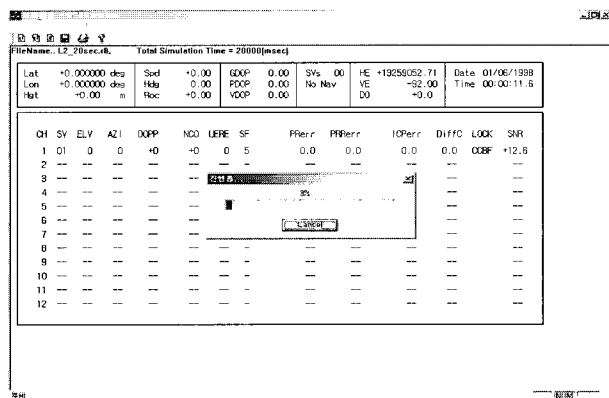 FileName.. L2_20sec.r8, Total Simulation Time = 20000[msec]
Lat +0.000000 deg Spd +0.00 GDOP 0.00 SVs 00 HE +19259052.71 Date 01/06/1998
Lon +0.000000 deg Hdg 0.00 PDOP 0.00 No Nav VE -92.00 Time 00:00:11.6
Hgt +0.00 m Roc +0.00 VDOP 0.00 DO +0.0
CH SV ELV AZI DOPP NCO UERE SF PRerr PRRerr ICPerr DiffC LOCK SNR
1 01 0 0 +0 +0 0 5 0.0 0.0 0.0 0.0 CCBF +12.6
2 -- -- -- -- -- -- -- -- -- -- --
3 -- -- -- -- -- --
4 -- -- -- -- -- --
3%
5 -- -- -- -- -- --
6 -- -- -- -- -- --
Cancel
7 -- -- -- -- -- --
8 -- -- -- -- -- -- -- -- -- -- --
9 -- -- -- -- -- -- -- -- -- -- --
10 -- -- -- -- -- -- -- -- -- -- --
11 -- -- -- -- -- -- -- -- -- -- --
12 -- -- -- -- -- -- -- -- -- -- --
NUM